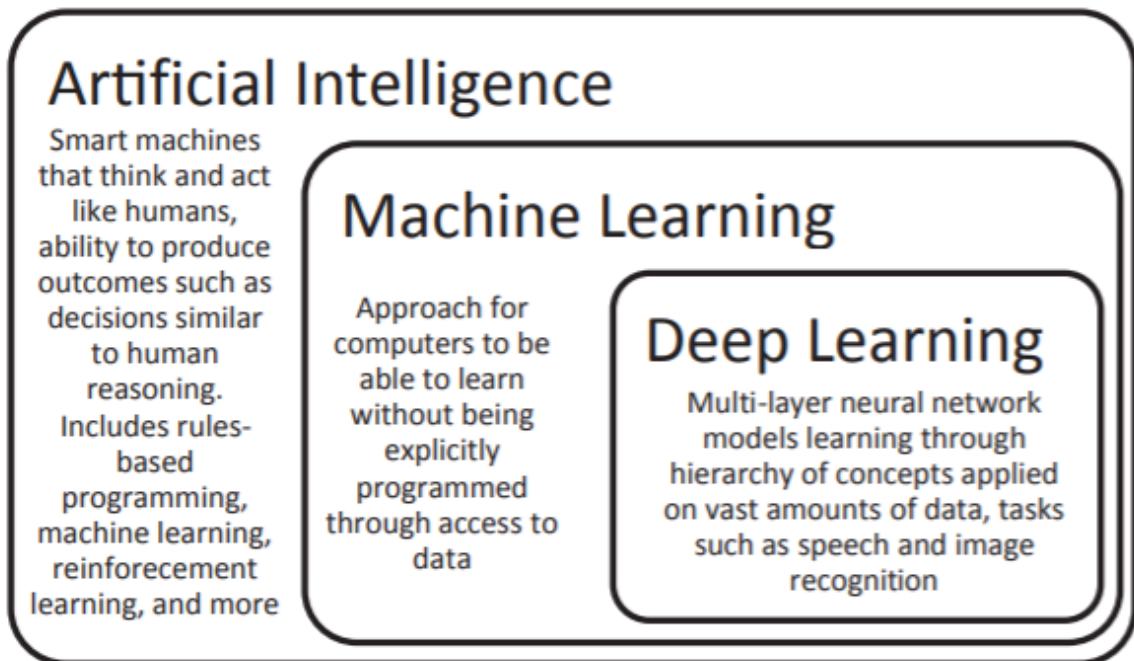 Artificial Intelligence
Smart machines
that think and act
like humans,
ability to produce
outcomes such as
decisions similar
to human
reasoning.
Includes rules-
based
programming,
machine learning,
reinforecement
learning, and more
Machine Learning
Approach for
computers to be
able to learn
without being
explicitly
programmed
through access to
data
Deep Learning
Multi-layer neural network
models learning through
hierarchy of concepts applied
on vast amounts of data, tasks
such as speech and image
recognition